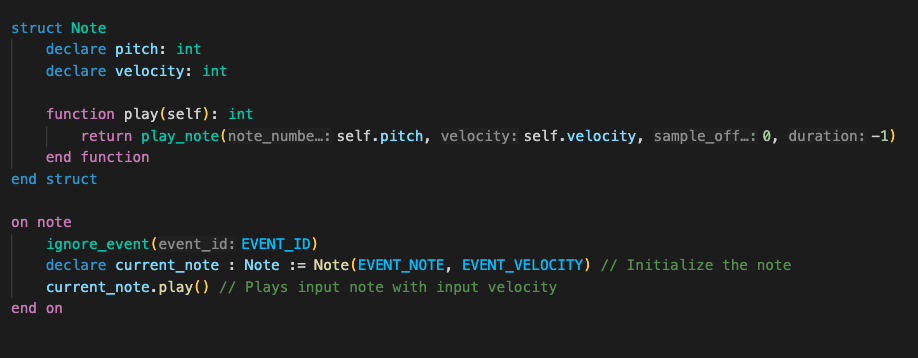 struct Note
declare pitch: int
declare velocity: int
function play(self): int
return play_note(note_numbe…: self.pitch, velocity: self.velocity, sample_off…: 0, duration: -1)
end function
end struct
on note
ignore_event(event_id: EVENT_ID)
declare current_note : Note := Note(EVENT_NOTE, EVENT_VELOCITY) // Initialize the note
current_note.play() // Plays input note with input velocity
end on